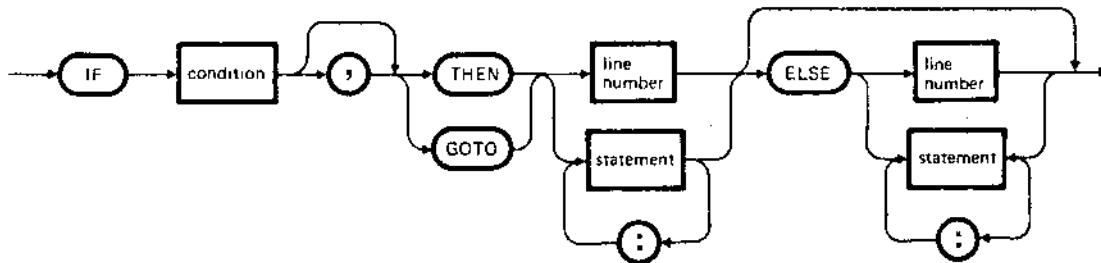 IF
condition
,
THEN
GOTO
line
number
statement
:
ELSE
line
number
statement
: